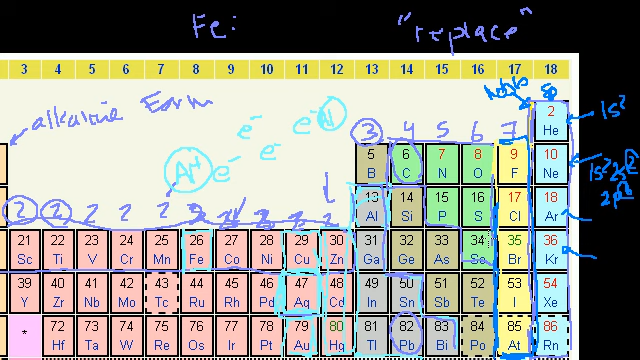 Fe: "replace"
3 4 5 6 7 8 9 10 11 12 13 14 15 16 17 18
alkaline Earth
e⁻ e⁻ Al
Ar e⁻ e⁻
3 4 5 6 7
2 He 1s²
5 B 6 C 7 N 8 O 9 F 10 Ne
2 2 2 2 2 2
13 Al 14 Si 15 P 16 S 17 Cl 18 Ar
21 Sc 22 Ti 23 V 24 Cr 25 Mn 26 Fe 27 Co 28 Ni 29 Cu 30 Zn 31 Ga 32 Ge 33 As 34 Se 35 Br 36 Kr
39 Y 40 Zr 41 Nb 42 Mo 43 Tc 44 Ru 45 Rh 46 Pd 47 Ag 48 Cd 49 In 50 Sn 51 Sb 52 Te 53 I 54 Xe
* 72 Hf 73 Ta 74 W 75 Re 76 Os 77 Ir 78 Pt 79 Au 80 Hg 81 Tl 82 Pb 83 Bi 84 Po 85 At 86 Rn